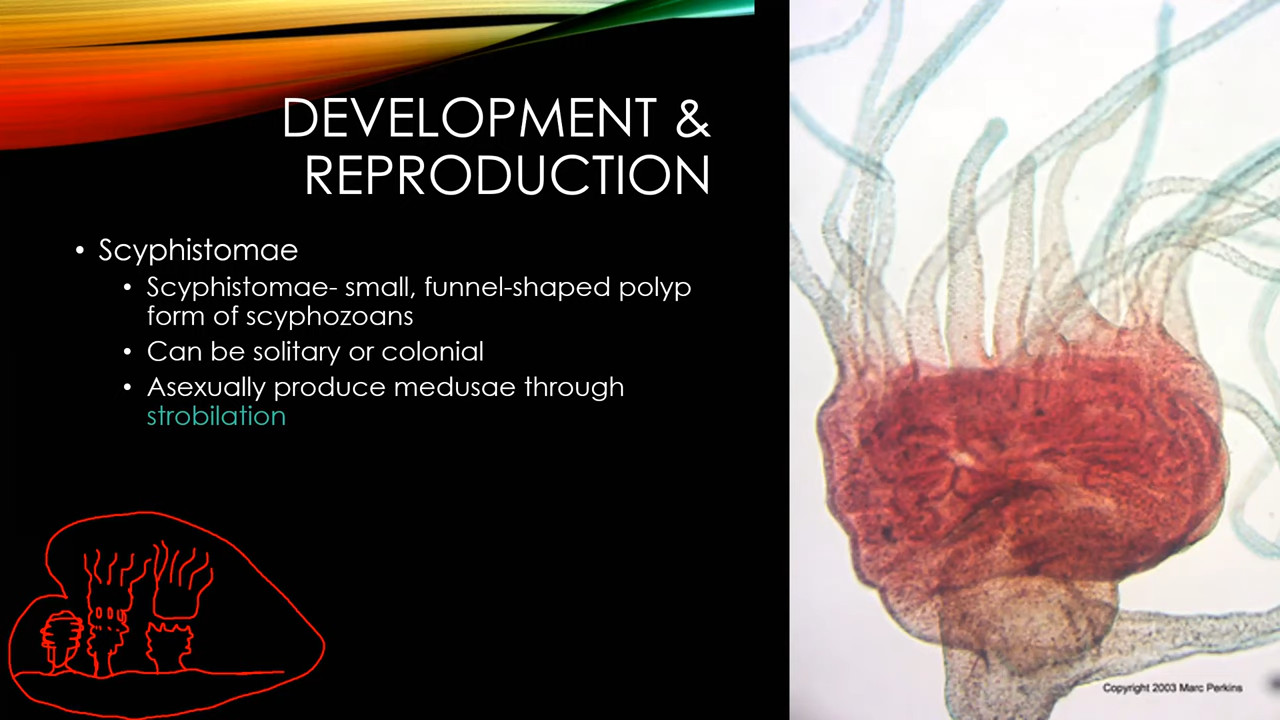 DEVELOPMENT &
REPRODUCTION
• Scyphistomae
• Scyphistomae- small, funnel-shaped polyp
form of scyphozoans
• Can be solitary or colonial
• Asexually produce medusae through
strobilation
Copyright 2003 Marc Perkins